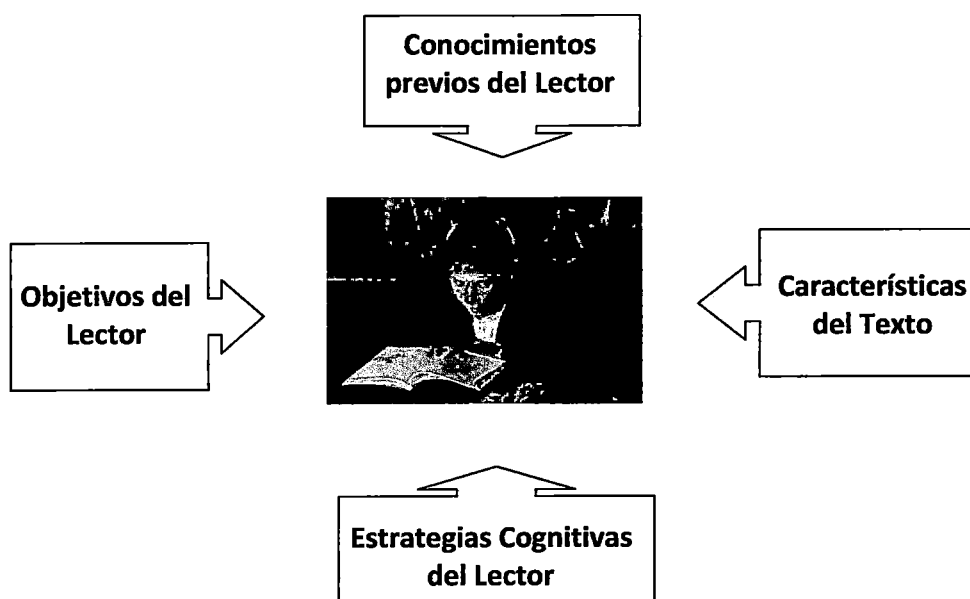 Conocimientos
previos del Lector
Objetivos del
Lector
Características
del Texto
Estrategias Cognitivas
del Lector